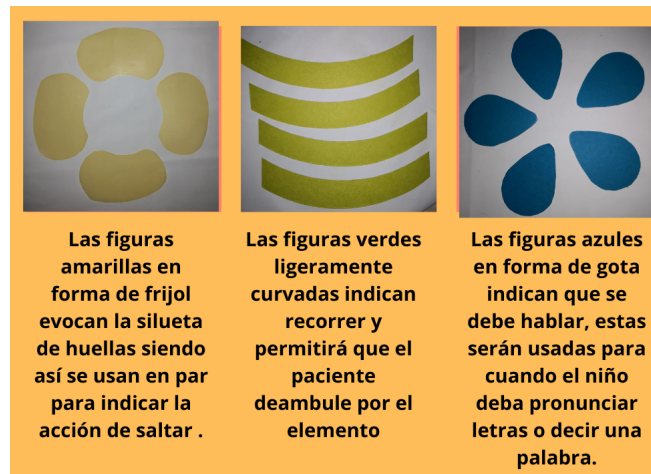 Las figuras
amarillas en
forma de frijol
evocan la silueta
de huellas siendo
así se usan en par
para indicar la
acción de saltar .
Las figuras verdes
ligeramente
curvadas indican
recorrer y
permitirá que el
paciente
deambule por el
elemento
Las figuras azules
en forma de gota
indican que se
debe hablar, estas
serán usadas para
cuando el niño
deba pronunciar
letras o decir una
palabra.